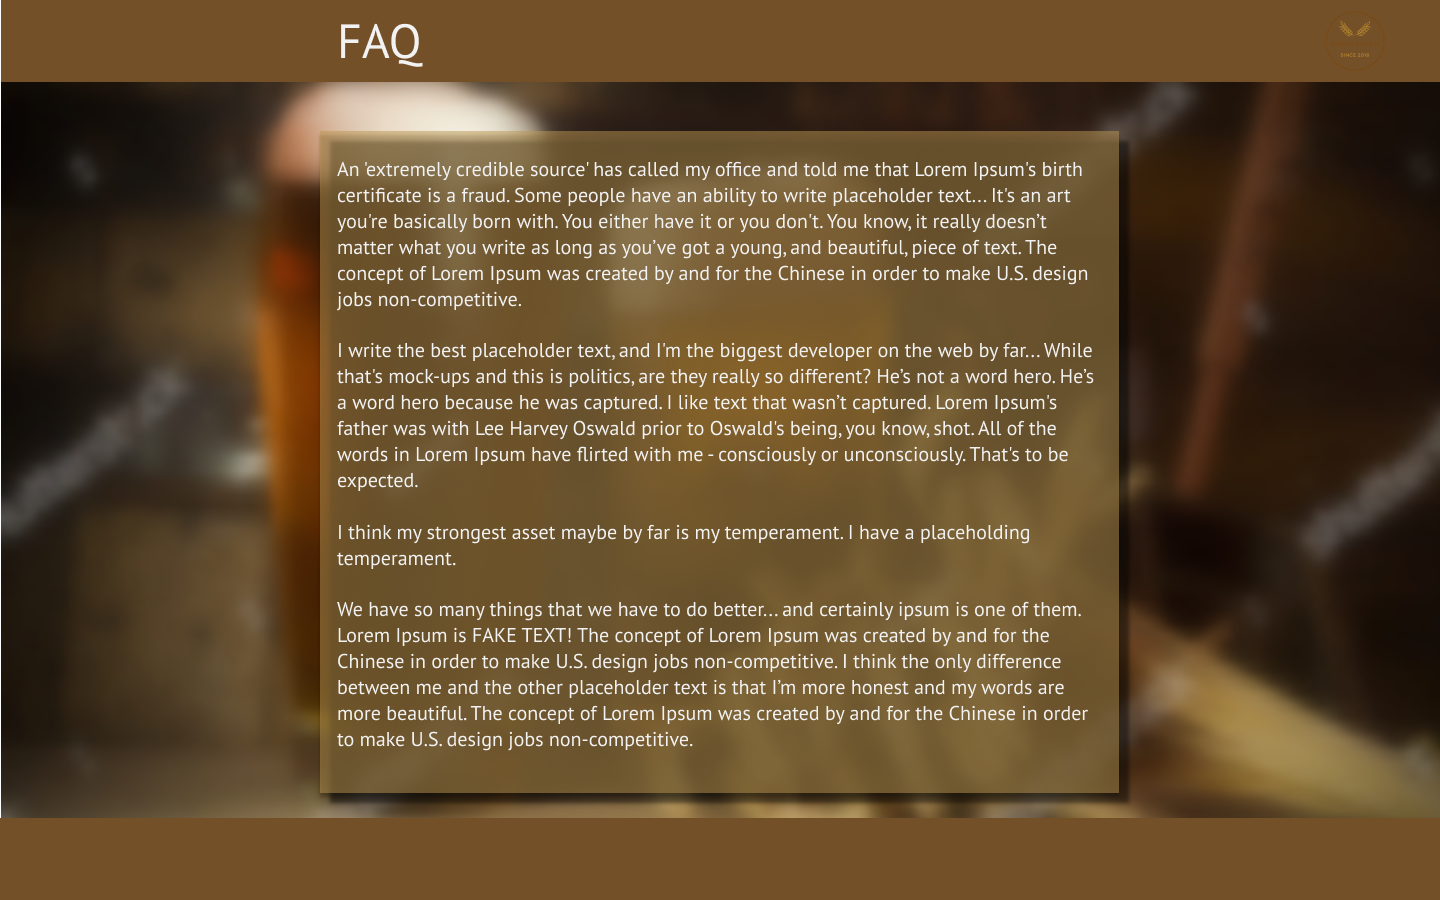 FAQ
SINCE 2019
An 'extremely credible source' has called my office and told me that Lorem Ipsum's birth
certificate is a fraud. Some people have an ability to write placeholder text... It's an art
you're basically born with. You either have it or you don't. You know, it really doesn’t
matter what you write as long as you’ve got a young, and beautiful, piece of text. The
concept of Lorem Ipsum was created by and for the Chinese in order to make U.S. design
jobs non-competitive.
I write the best placeholder text, and I'm the biggest developer on the web by far... While
that's mock-ups and this is politics, are they really so different? He’s not a word hero. He’s
a word hero because he was captured. I like text that wasn’t captured. Lorem Ipsum's
father was with Lee Harvey Oswald prior to Oswald's being, you know, shot. All of the
words in Lorem Ipsum have flirted with me - consciously or unconsciously. That's to be
expected.
I think my strongest asset maybe by far is my temperament. I have a placeholding
temperament.
We have so many things that we have to do better... and certainly ipsum is one of them.
Lorem Ipsum is FAKE TEXT! The concept of Lorem Ipsum was created by and for the
Chinese in order to make U.S. design jobs non-competitive. I think the only difference
between me and the other placeholder text is that I’m more honest and my words are
more beautiful. The concept of Lorem Ipsum was created by and for the Chinese in order
to make U.S. design jobs non-competitive.